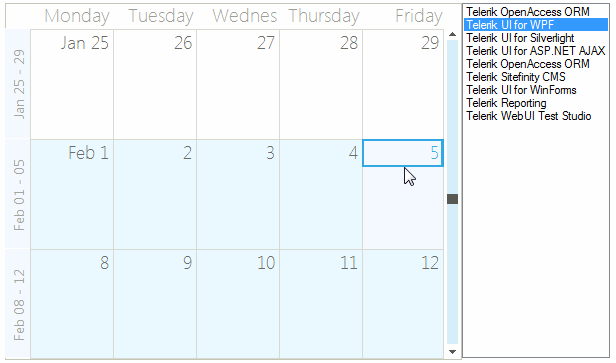 Monday Tuesday Wednes Thursday Friday
Jan 25 - 29
Jan 25 26 27 28 29
Feb 01 - 05
Feb 1 2 3 4 5
Feb 08 - 12
8 9 10 11 12
Telerik OpenAccess ORM
Telerik UI for WPF
Telerik UI for Silverlight
Telerik UI for ASP.NET AJAX
Telerik OpenAccess ORM
Telerik Sitefinity CMS
Telerik UI for WinForms
Telerik Reporting
Telerik WebUI Test Studio